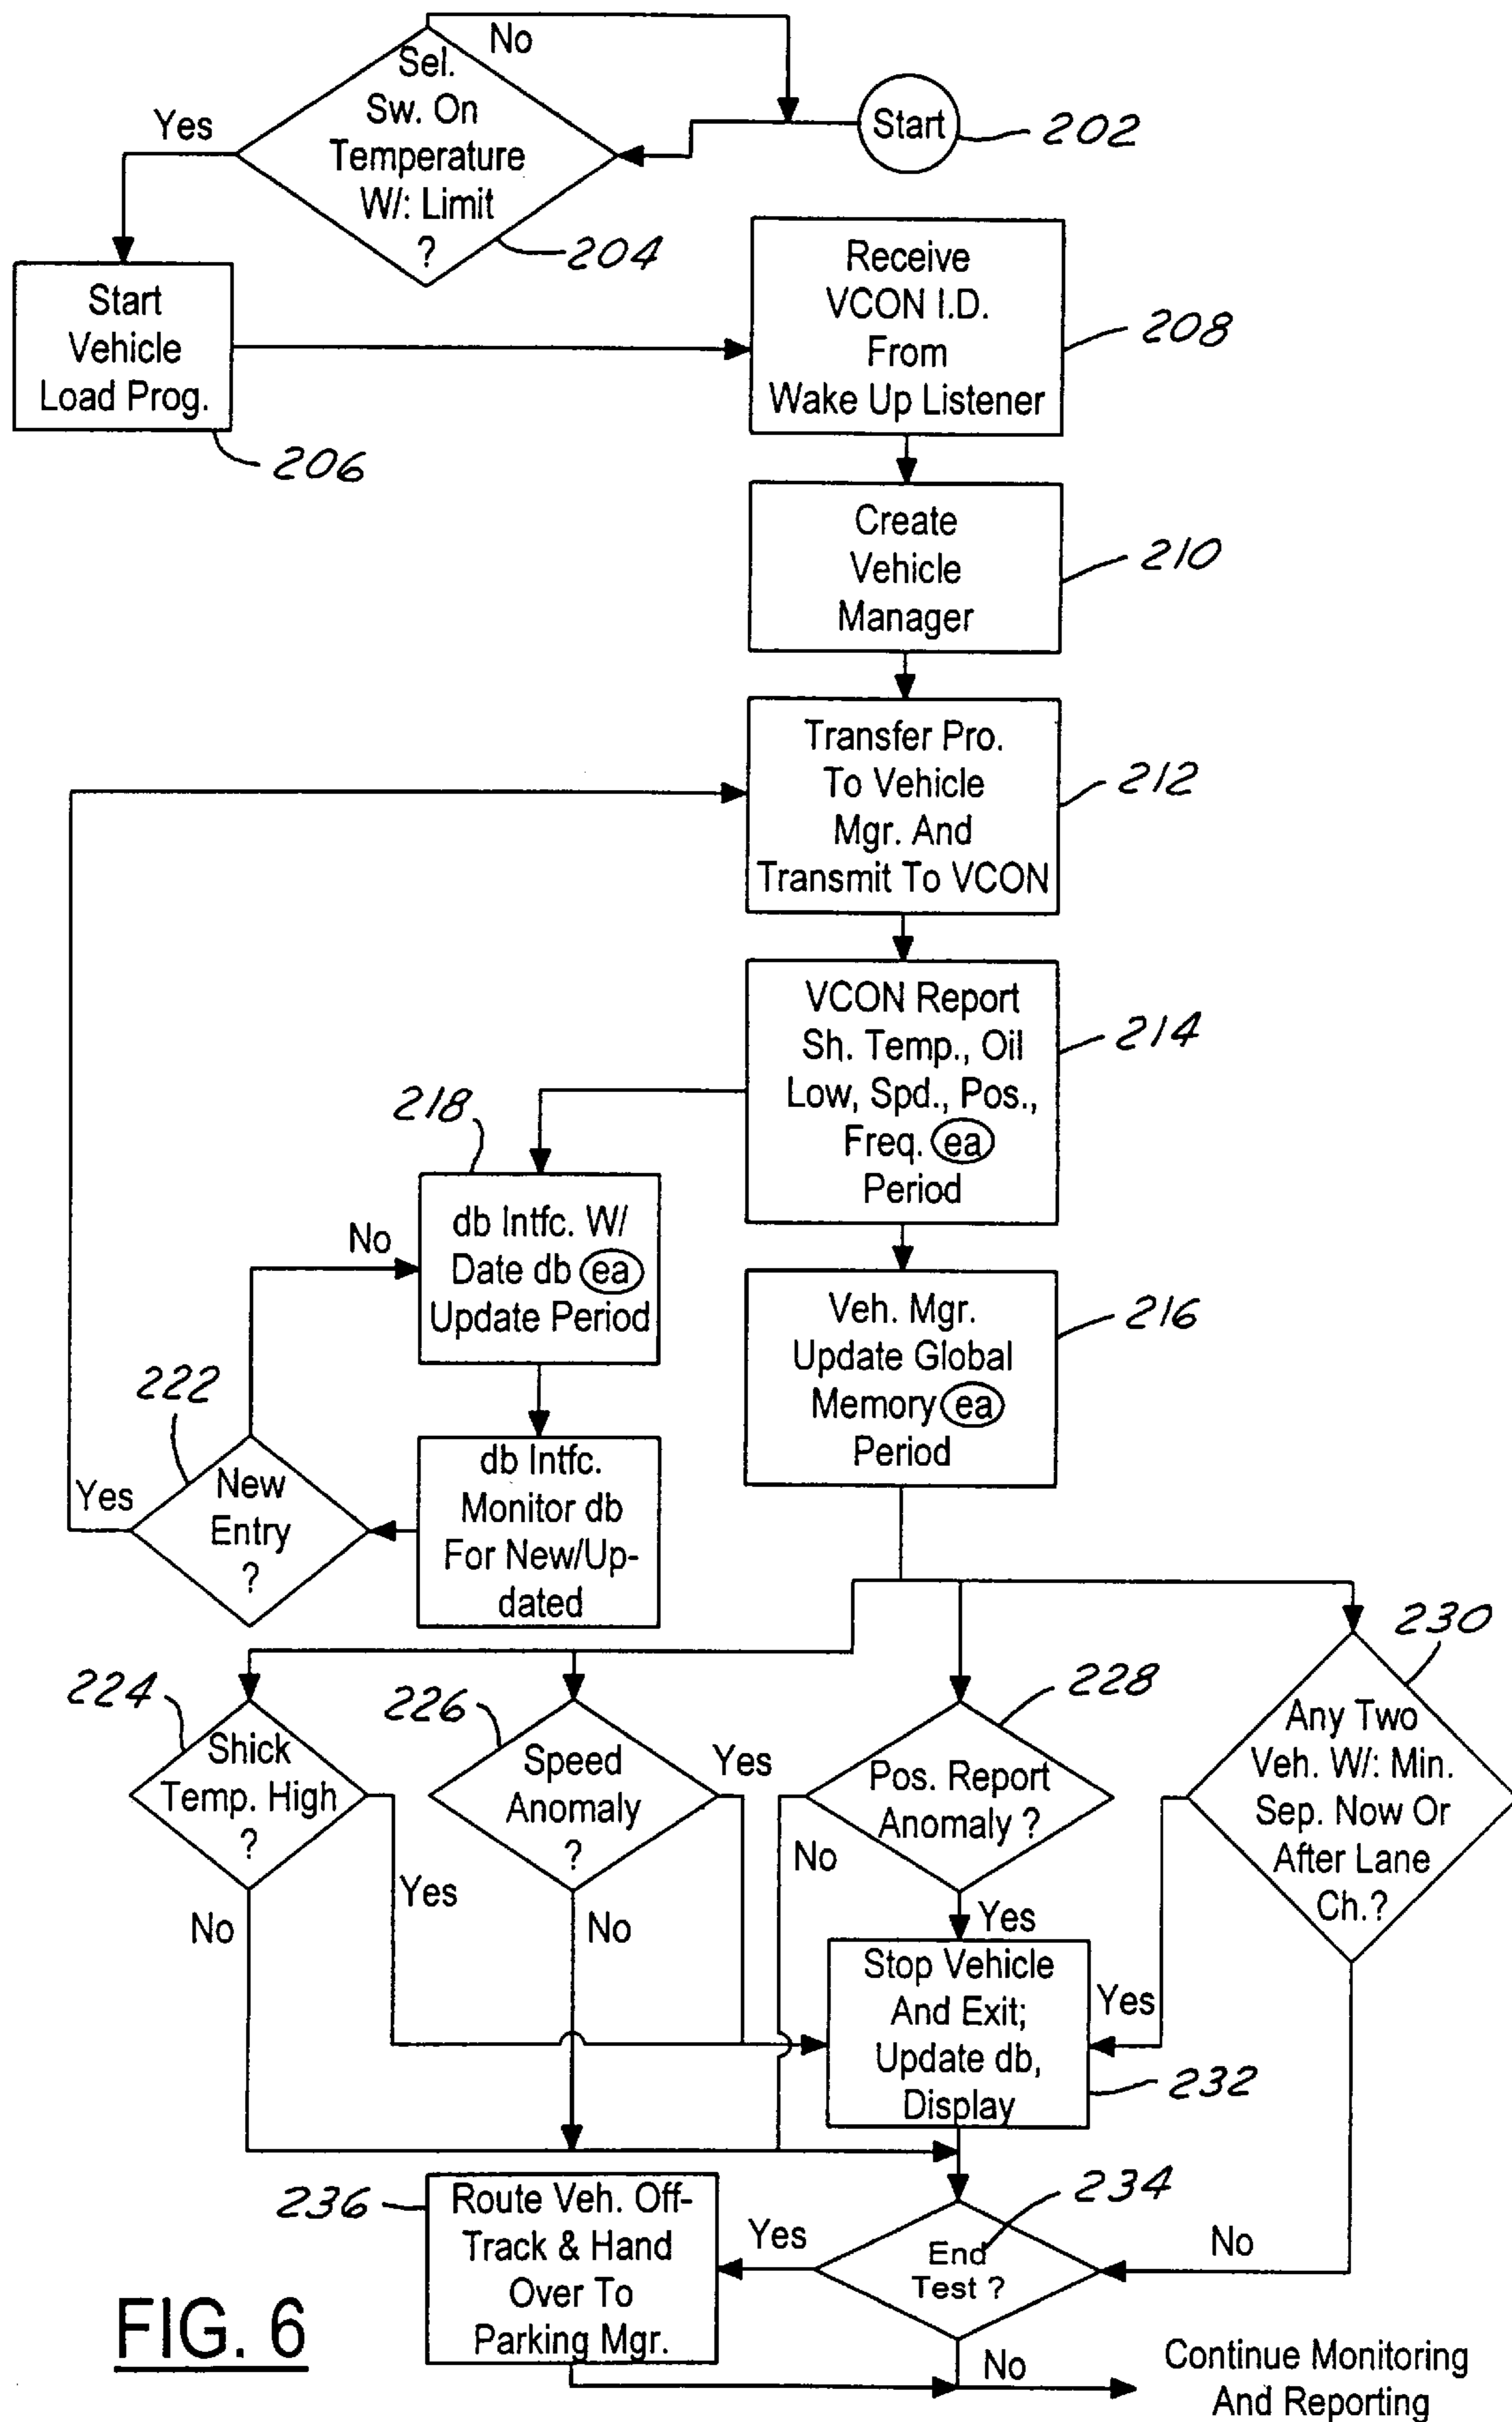 No
Sel.
Sw. On
Temperature
W/: Limit
?
Yes
Start
202
204
Start
Vehicle
Load Prog.
206
Receive
VCON I.D.
From
Wake Up Listener
208
Create
Vehicle
Manager
210
Transfer Pro.
To Vehicle
Mgr. And
Transmit To VCON
212
VCON Report
Sh. Temp., Oil
Low, Spd., Pos.,
Freq. ea
Period
214
218
db Intfc. W/
Date db ea
Update Period
No
Veh. Mgr.
Update Global
Memory ea
Period
216
222
New
Entry
?
Yes
db Intfc.
Monitor db
For New/Up-
dated
224
Shick
Temp. High
?
Yes
No
226
Speed
Anomaly
?
Yes
No
228
Pos. Report
Anomaly ?
No
Yes
230
Any Two
Veh. W/: Min.
Sep. Now Or
After Lane
Ch.?
Yes
No
Stop Vehicle
And Exit;
Update db,
Display
232
234
End
Test ?
Yes
No
236
Route Veh. Off-
Track & Hand
Over To
Parking Mgr.
Continue Monitoring
And Reporting
FIG. 6